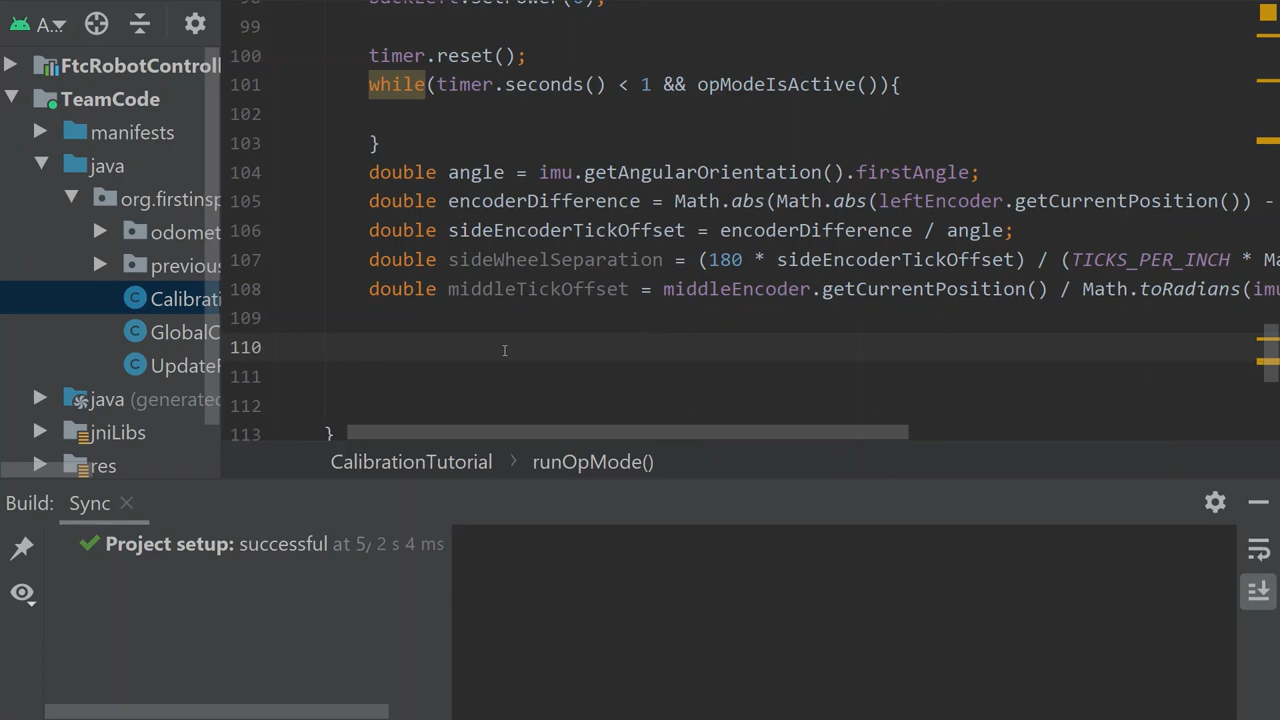 A...
FtcRobotControll
TeamCode
manifests
java
org.firstinsp
odomet
previous
Calibrati
GlobalC
UpdateF
java (generated
jniLibs
res
99
100 timer.reset();
101 while(timer.seconds() < 1 && opModeIsActive()){
102
103 }
104 double angle = imu.getAngularOrientation().firstAngle;
105 double encoderDifference = Math.abs(Math.abs(leftEncoder.getCurrentPosition()) -
106 double sideEncoderTickOffset = encoderDifference / angle;
107 double sideWheelSeparation = (180 * sideEncoderTickOffset) / (TICKS_PER_INCH * Ma
108 double middleTickOffset = middleEncoder.getCurrentPosition() / Math.toRadians(imu
109
110
111
112
113 }
CalibrationTutorial > runOpMode()
Build: Sync ×
Project setup: successful at 5/ 2 s 4 ms